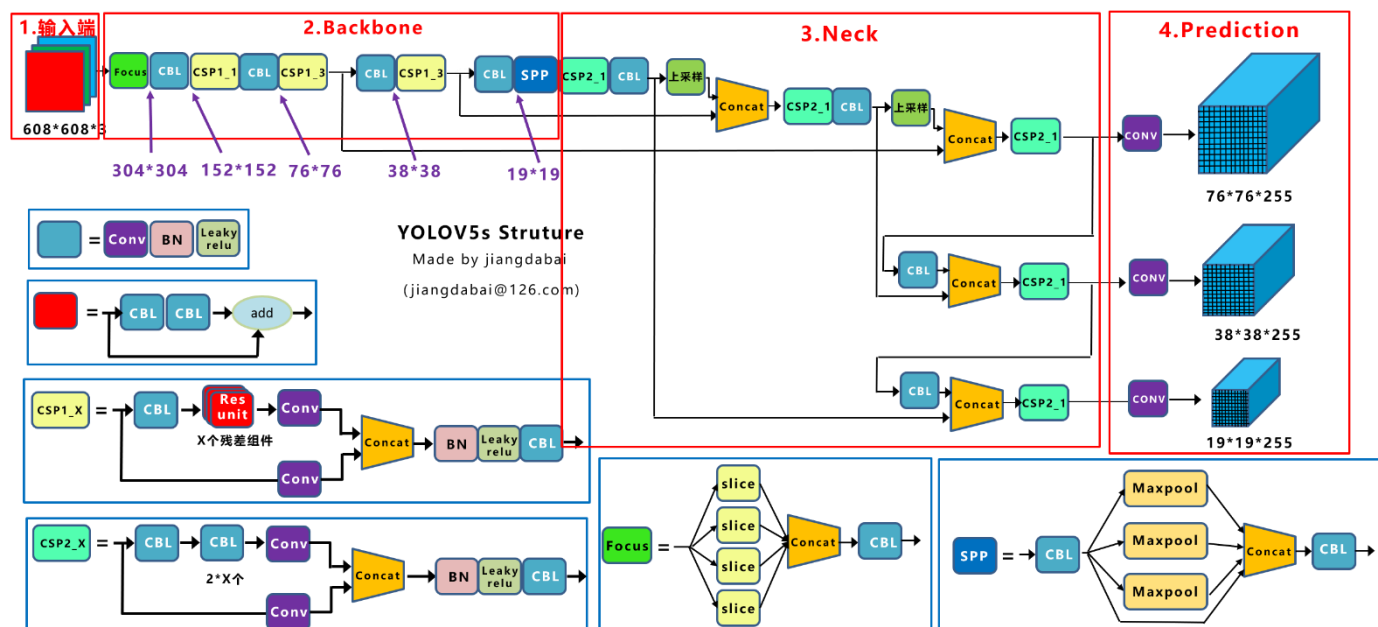 1.输入端
2.Backbone
3.Neck
4.Prediction
608*608*3
Focus
CBL
CSP1_1
CBL
CSP1_3
CBL
CSP1_3
CBL
SPP
CSP2_1
CBL
上采样
Concat
CSP2_1
CBL
上采样
Concat
CSP2_1
CONV
76*76*255
304*304
152*152
76*76
38*38
19*19
YOLOV5s Struture
Made by jiangdabai
(jiangdabai@126.com)
CBL
Concat
CSP2_1
CONV
38*38*255
CBL
Concat
CSP2_1
CONV
19*19*255
=
Conv
BN
Leaky
relu
=
CBL
CBL
add
CSP1_X
=
CBL
Res
unit
X个残差组件
Conv
Conv
Concat
BN
Leaky
relu
CBL
CSP2_X
=
CBL
CBL
2*X个
Conv
Conv
Concat
BN
Leaky
relu
CBL
Focus
=
slice
slice
slice
slice
Concat
CBL
SPP
=
CBL
Maxpool
Maxpool
Maxpool
Concat
CBL